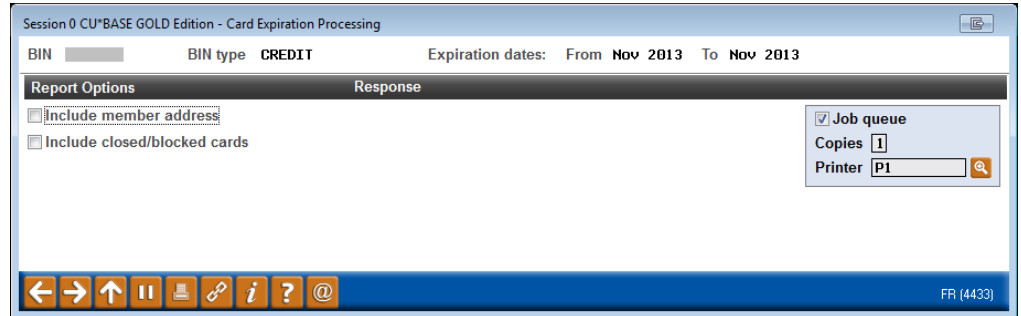 Session 0 CU*BASE GOLD Edition - Card Expiration Processing
BIN BIN type CREDIT Expiration dates: From Nov 2013 To Nov 2013
Report Options Response
Include member address
Include closed/blocked cards
Job queue
Copies 1
Printer P1
i ? @
FR (4433)